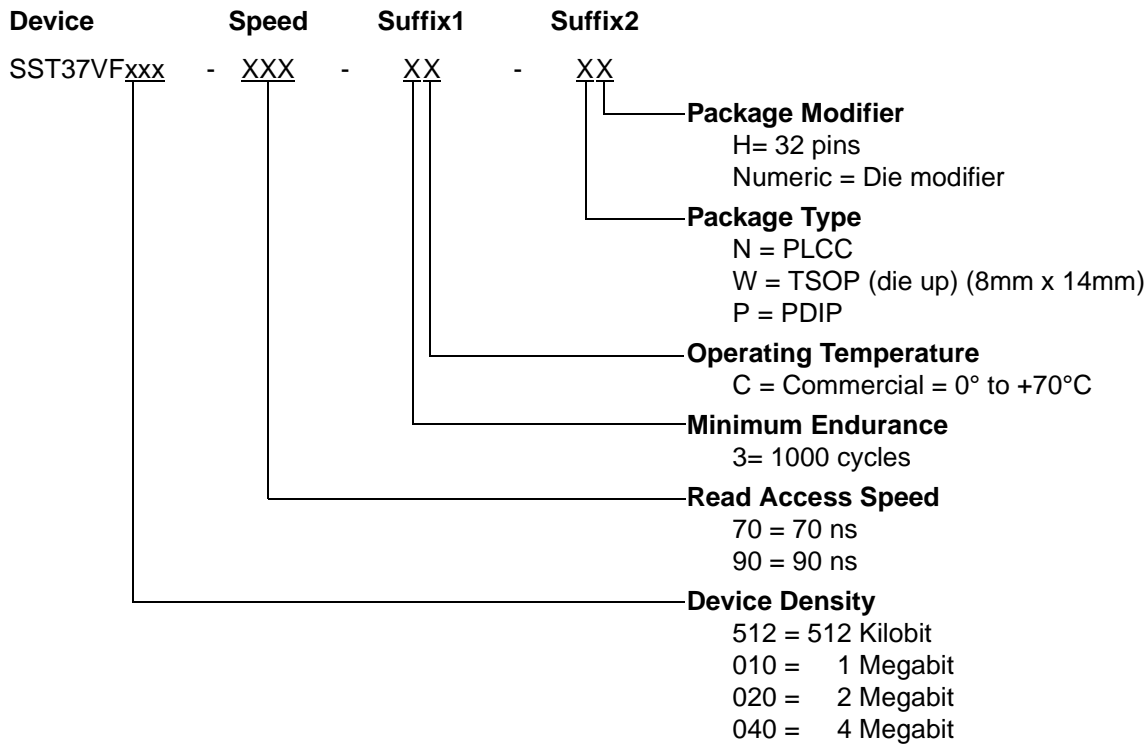 Device Speed Suffix1 Suffix2
SST37VFxxx - XXX - XX - XX
Package Modifier
H= 32 pins
Numeric = Die modifier
Package Type
N = PLCC
W = TSOP (die up) (8mm x 14mm)
P = PDIP
Operating Temperature
C = Commercial = 0° to +70°C
Minimum Endurance
3= 1000 cycles
Read Access Speed
70 = 70 ns
90 = 90 ns
Device Density
512 = 512 Kilobit
010 = 1 Megabit
020 = 2 Megabit
040 = 4 Megabit